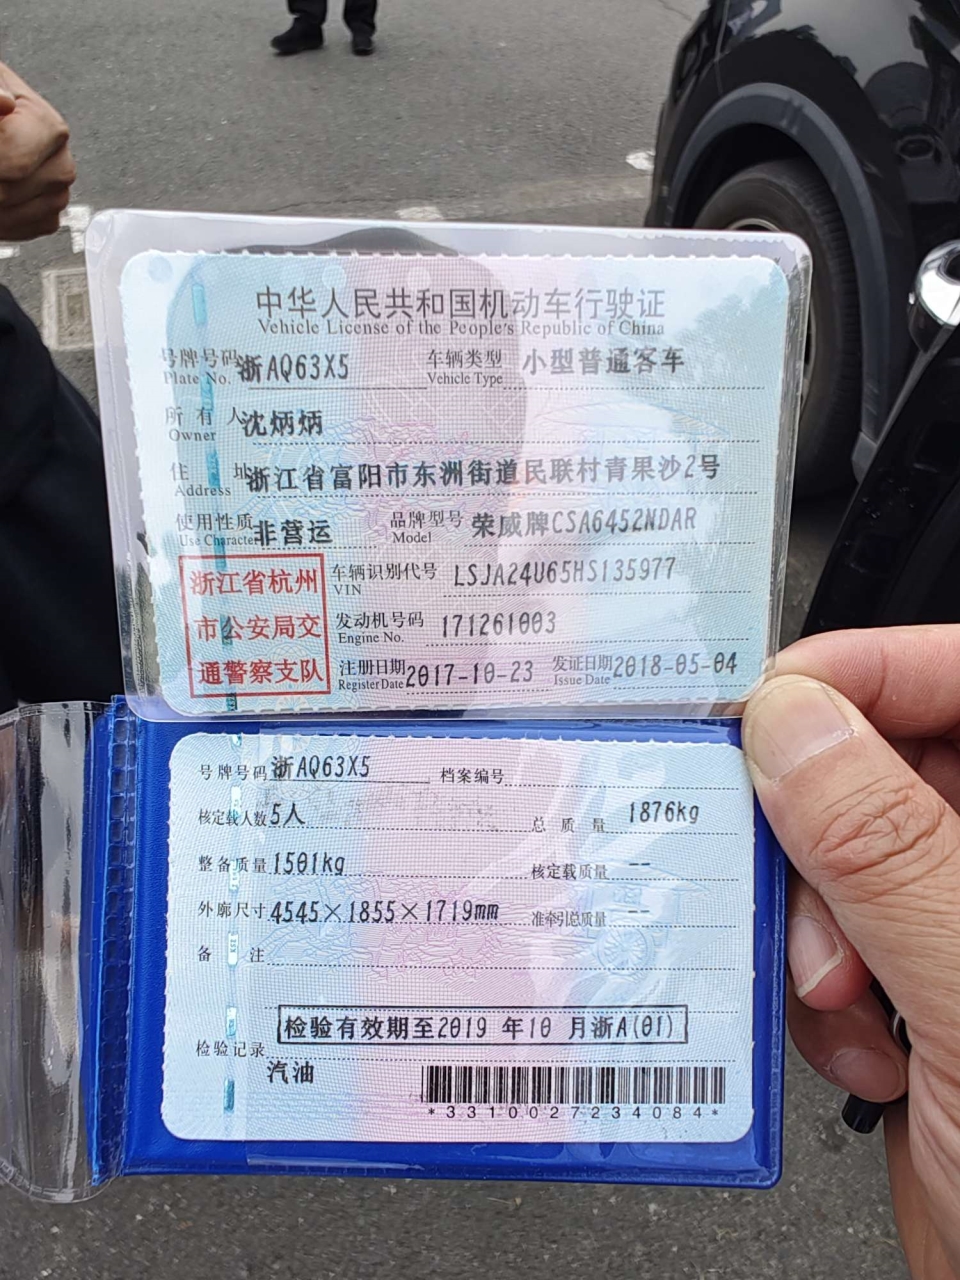 中华人民共和国机动车行驶证
Vehicle License of the People's Republic of China
号牌号码 浙AQ63X5 车辆类型 小型普通客车
Plate No. Vehicle Type
所有人 沈炳炳
Owner
住址 浙江省富阳市东洲街道民联村青果沙2号
Address
使用性质 非营运 品牌型号 荣威牌CSA6452NDAR
Use Character Model
浙江省杭州
市公安局交
通警察支队
车辆识别代号 LSJA24U65HS135977
VIN
发动机号码 171261003
Engine No.
注册日期 2017-10-23 发证日期 2018-05-04
Register Date Issue Date
号牌号码 浙AQ63X5 档案编号
核定载人数 5人 总质量 1876kg
整备质量 1501kg 核定载质量 --
外廓尺寸 4545×1855×1719mm 准牵引总质量 --
备注
检验有效期至2019 年10 月浙A(01)
检验记录
汽油
*3310027234084*